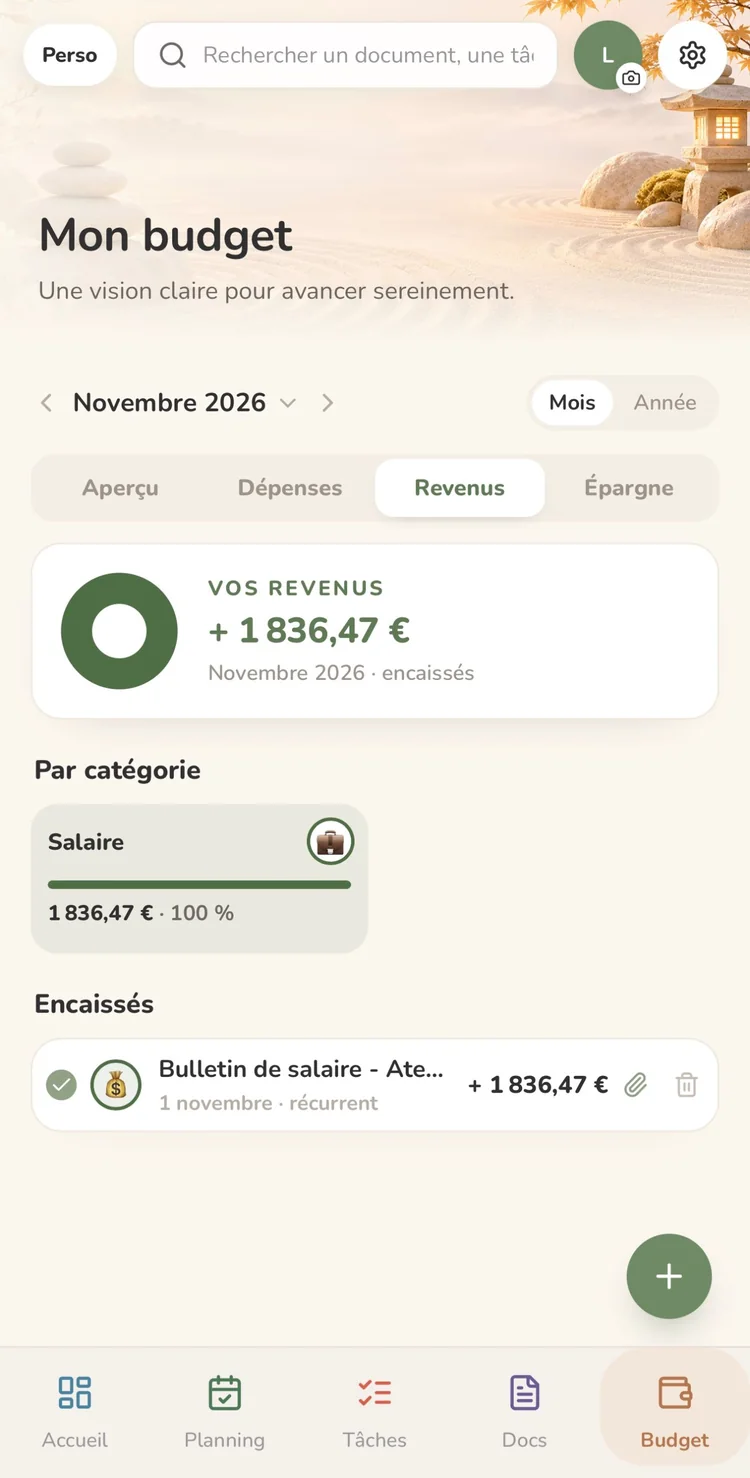 Perso
Rechercher un document, une tâ
L
Mon budget
Une vision claire pour avancer sereinement.
Novembre 2026
Mois
Année
Aperçu
Dépenses
Revenus
Épargne
VOS REVENUS
+ 1 836,47 €
Novembre 2026 · encaissés
Par catégorie
Salaire
1 836,47 € · 100 %
Encaissés
Bulletin de salaire - Ate...
1 novembre · récurrent
+ 1 836,47 €
Accueil
Planning
Tâches
Docs
Budget